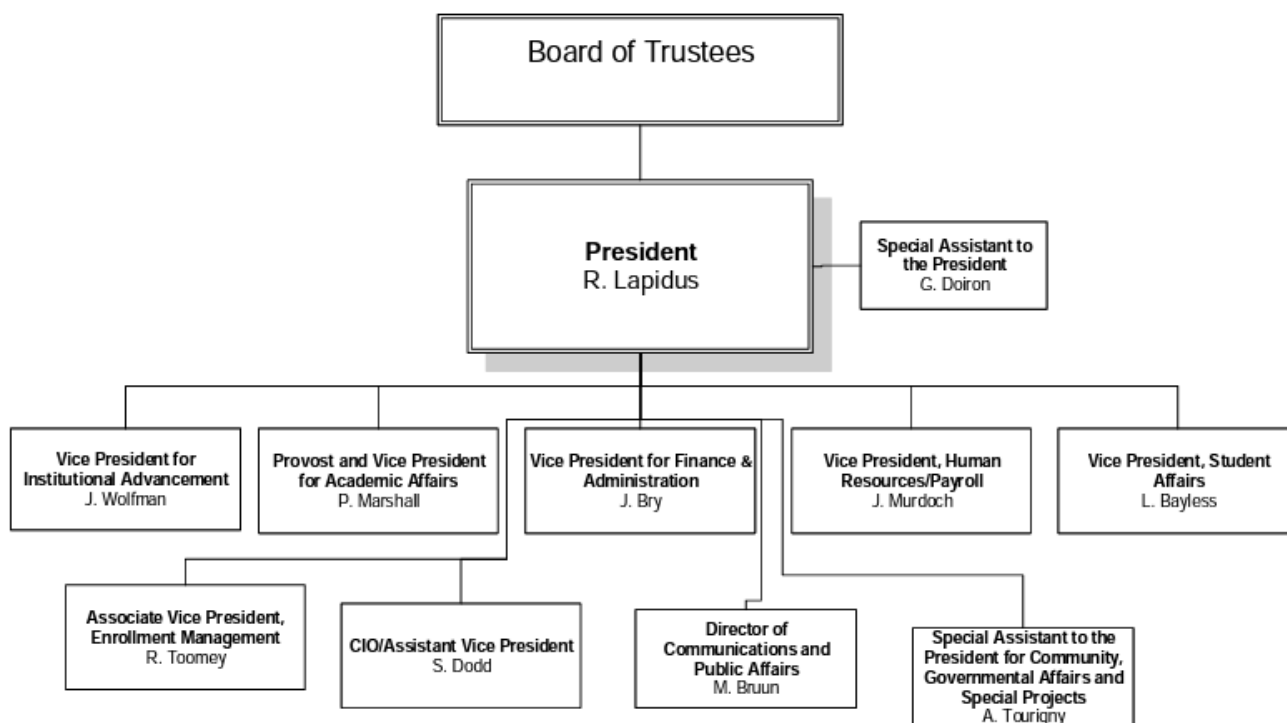 Board of Trustees
President
R. Lapidus
Special Assistant to
the President
G. Doiron
Vice President for
Institutional Advancement
J. Wolfman
Provost and Vice President
for Academic Affairs
P. Marshall
Vice President for Finance &
Administration
J. Bry
Vice President, Human
Resources/Payroll
J. Murdoch
Vice President, Student
Affairs
L. Bayless
Associate Vice President,
Enrollment Management
R. Toomey
CIO/Assistant Vice President
S. Dodd
Director of
Communications and
Public Affairs
M. Bruun
Special Assistant to the
President for Community,
Governmental Affairs and
Special Projects
A. Tourigny